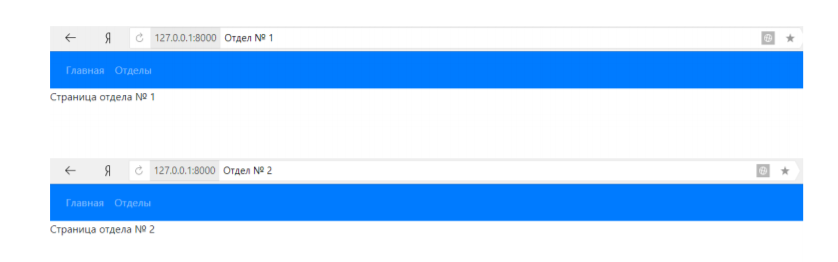 Я 127.0.0.1:8000 Отдел № 1
Главная Отделы
Страница отдела № 1
Я 127.0.0.1:8000 Отдел № 2
Главная Отделы
Страница отдела № 2